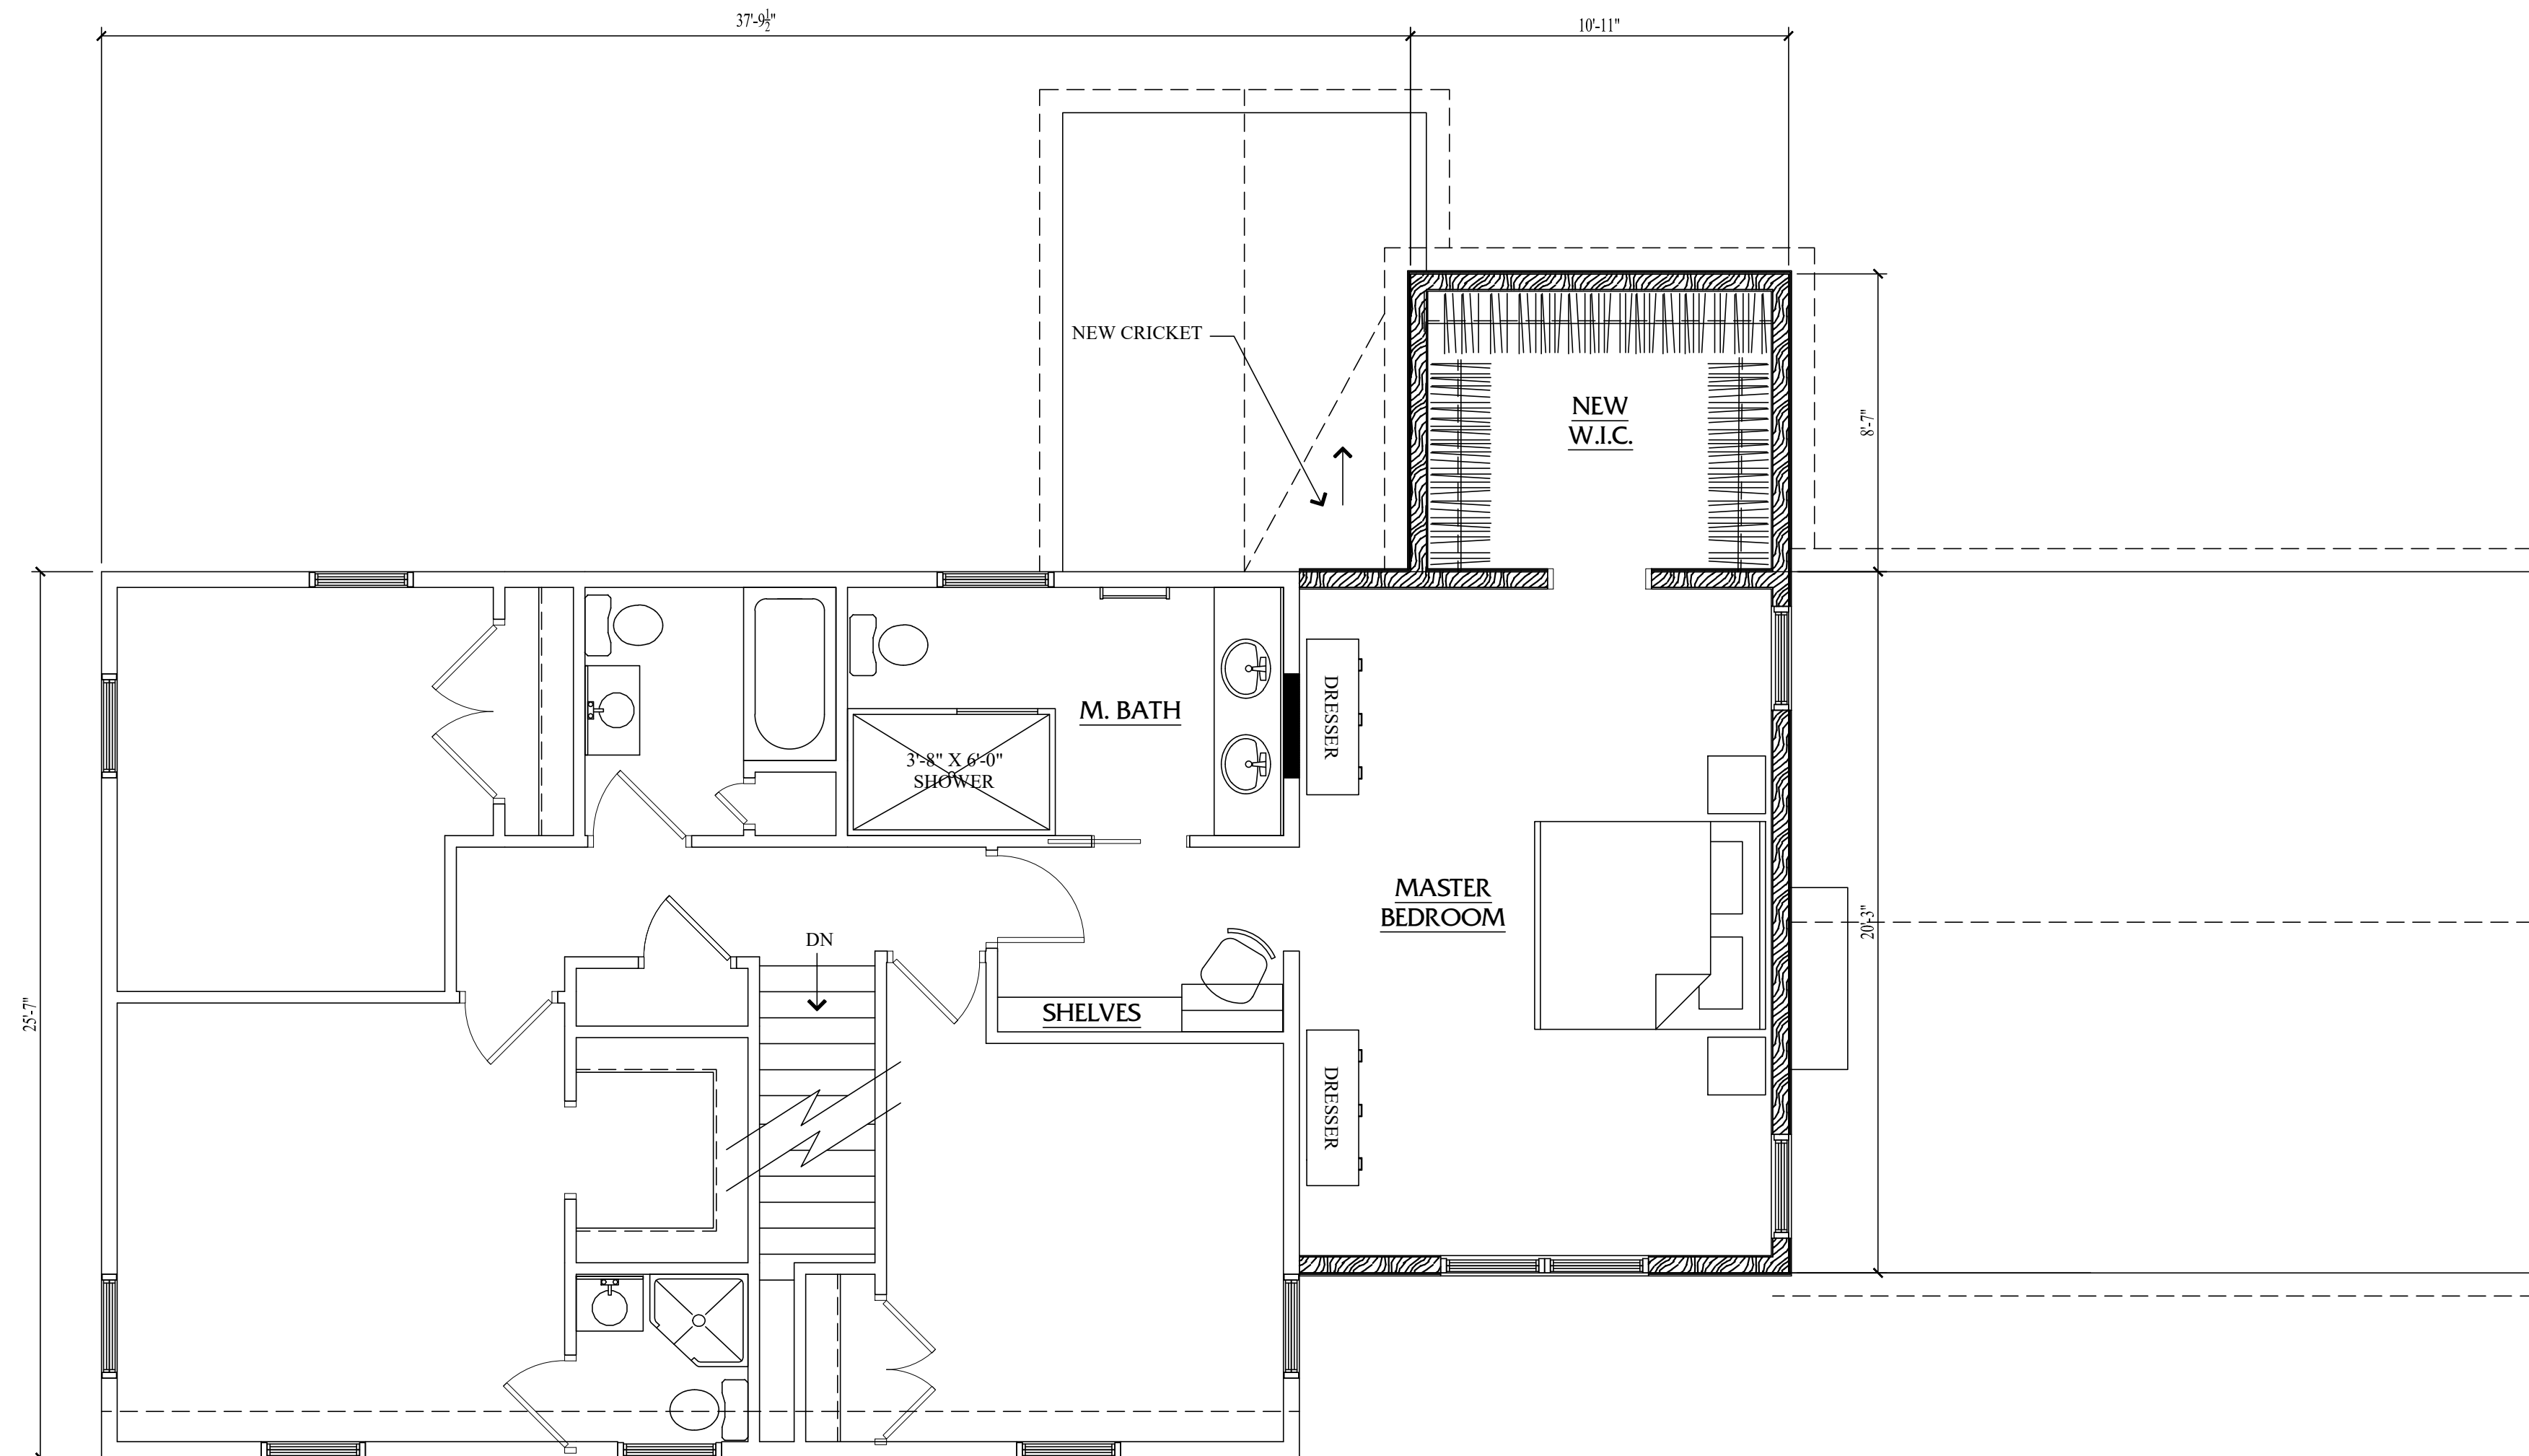 37'-9½"
10'-11"
NEW CRICKET
NEW
W.I.C.
8'-7"
M. BATH
DRESSER
3'-8" X 6'-0"
SHOWER
MASTER
BEDROOM
20'-3"
DN
SHELVES
25'-7"
DRESSER